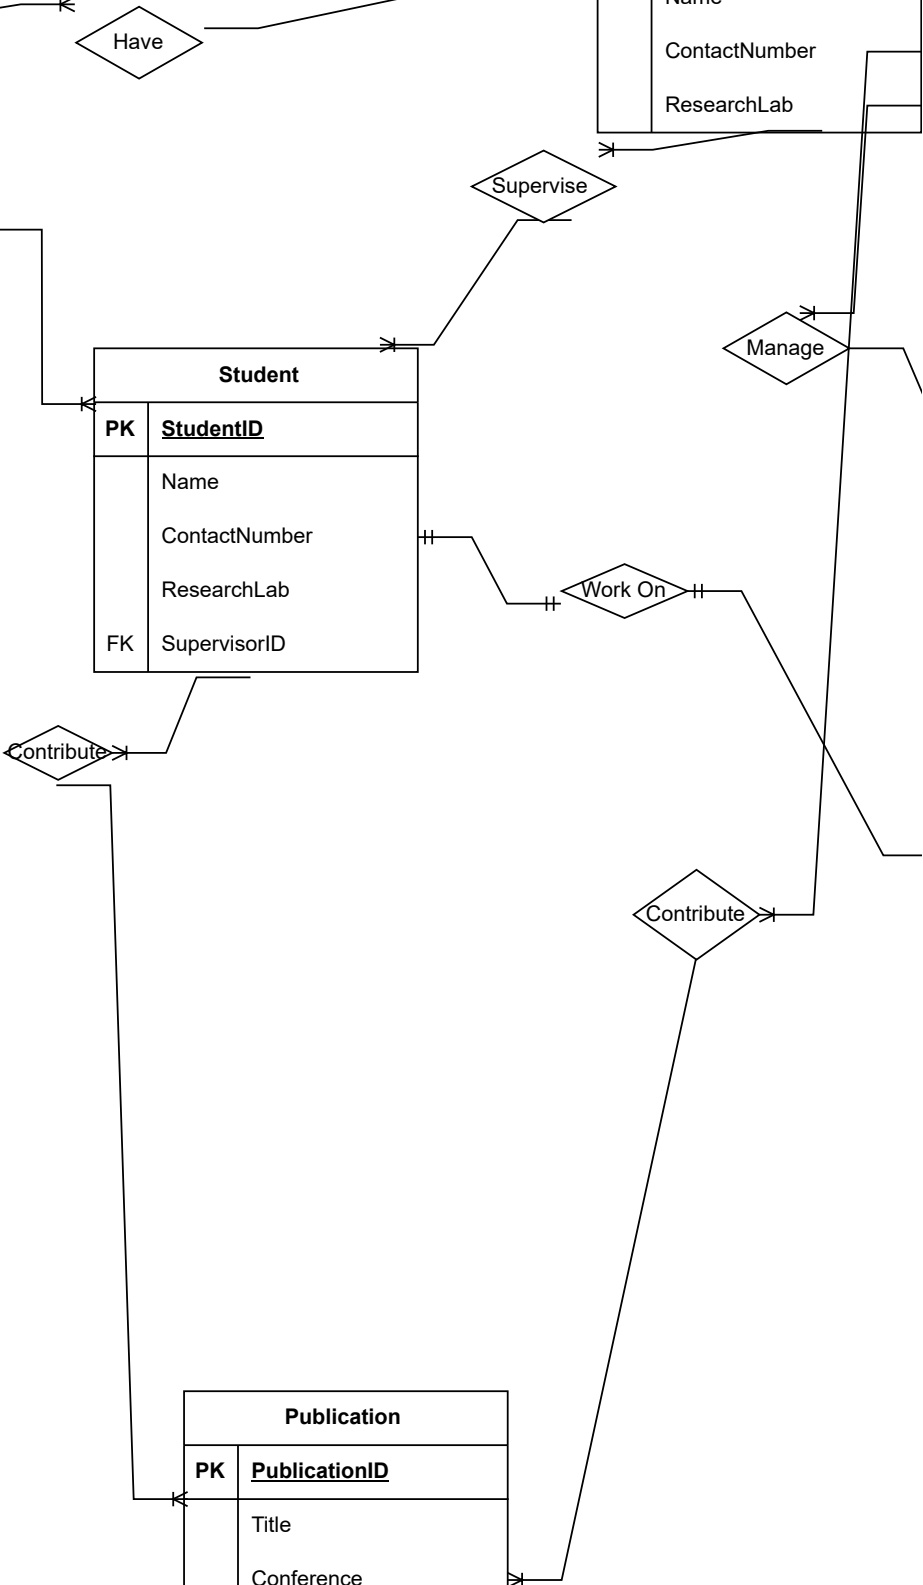 Name
Have
ContactNumber
ResearchLab
Supervise
Manage
Student
PK StudentID
Name
ContactNumber
ResearchLab
FK SupervisorID
Work On
Contribute
Contribute
Publication
PK PublicationID
Title
Conference